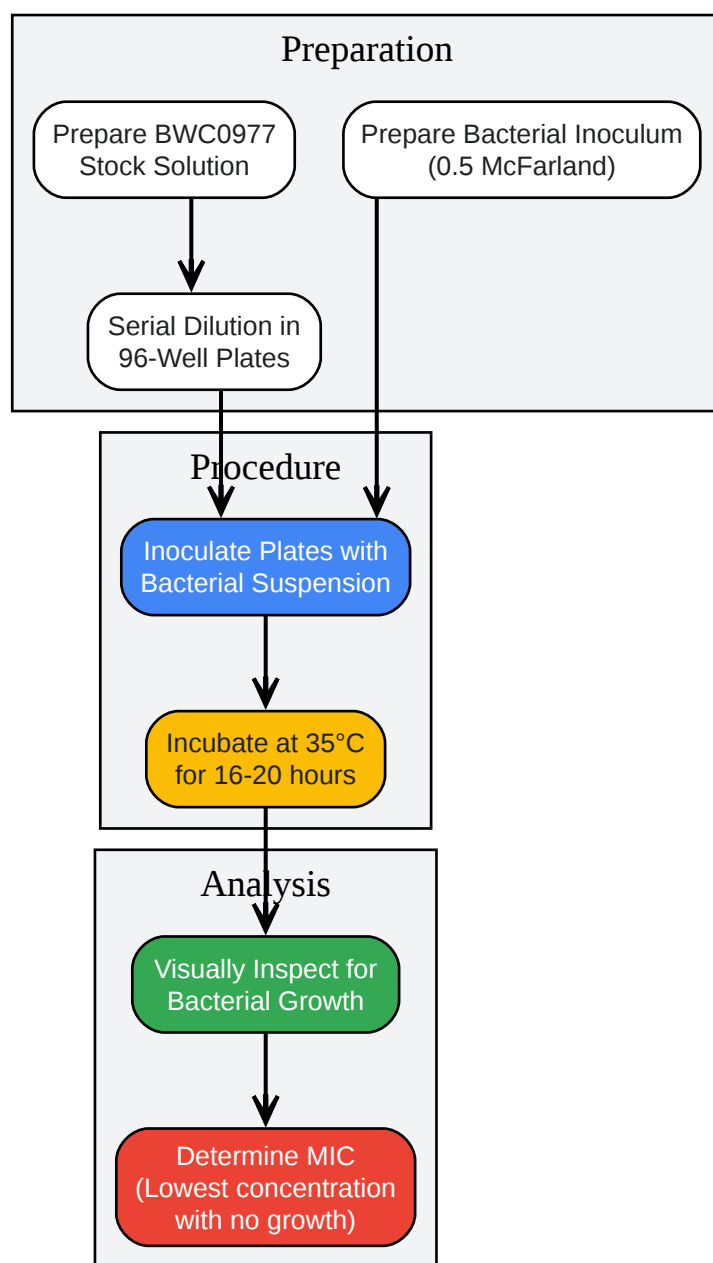 Preparation
Prepare BWC0977
Stock Solution
Prepare Bacterial Inoculum
(0.5 McFarland)
Serial Dilution in
96-Well Plates
Procedure
Inoculate Plates with
Bacterial Suspension
Incubate at 35°C
for 16-20 hours
Analysis
Visually Inspect for
Bacterial Growth
Determine MIC
(Lowest concentration
with no growth)